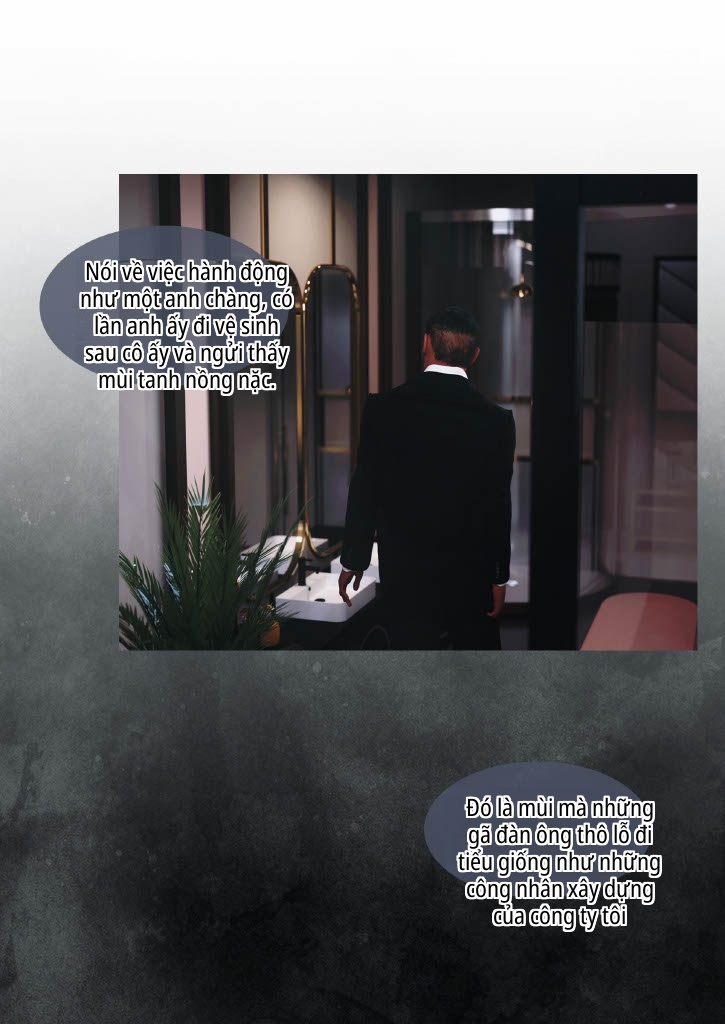 Nói về việc hành động
như một anh chàng, có
lần anh ấy đi vệ sinh
sau cô ấy và ngửi thấy
mùi tanh nồng nặc.
Đó là mùi mà những
gã đàn ông thô lỗ đi
tiểu giống như những
công nhân xây dựng
của công ty tôi